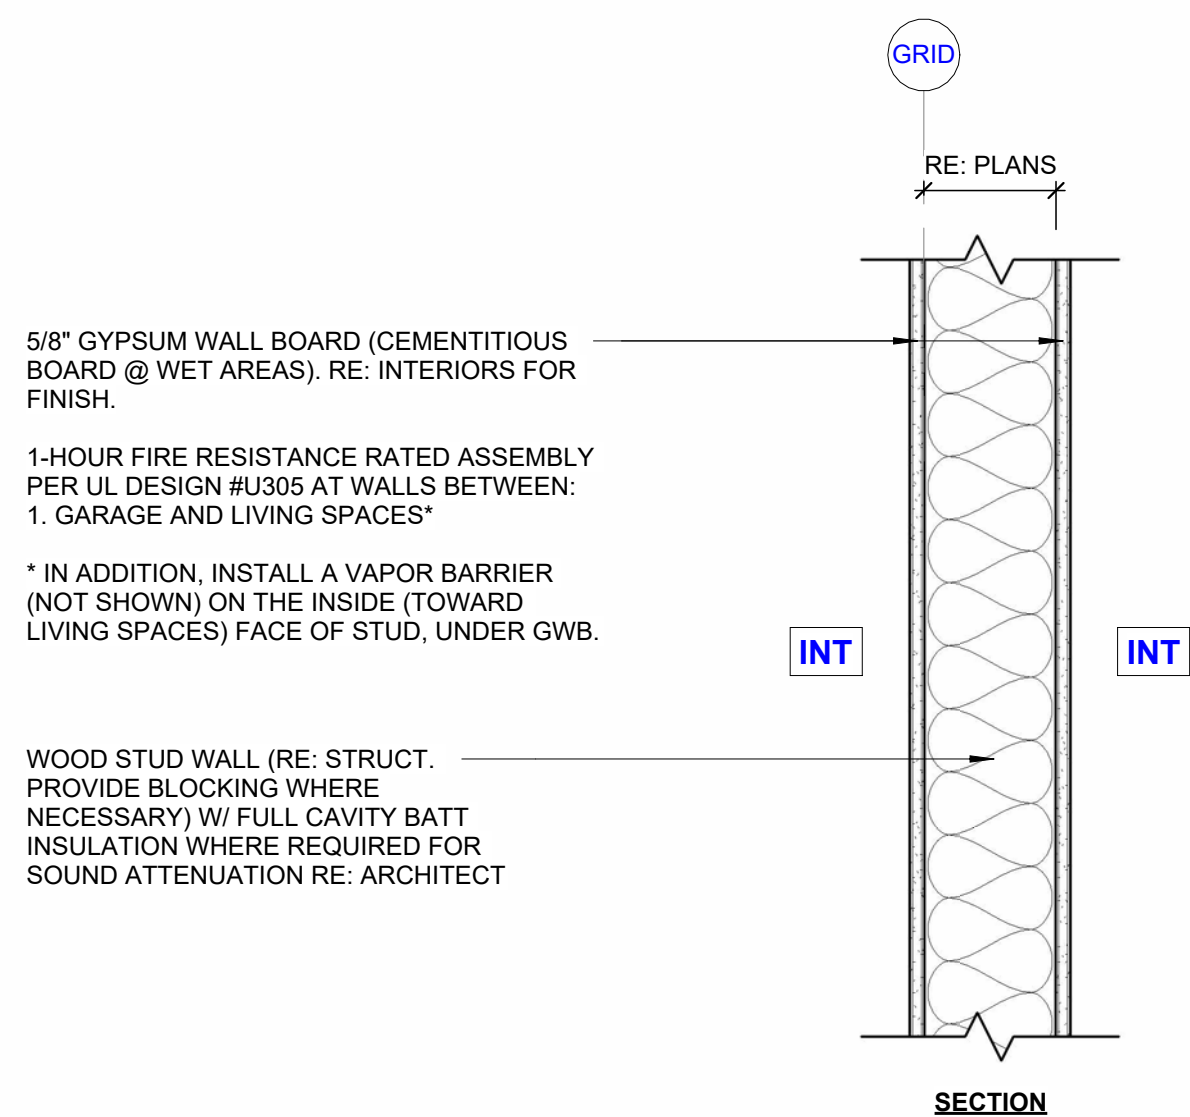 GRID
RE: PLANS
5/8" GYPSUM WALL BOARD (CEMENTITIOUS
BOARD @ WET AREAS). RE: INTERIORS FOR
FINISH.
1-HOUR FIRE RESISTANCE RATED ASSEMBLY
PER UL DESIGN #U305 AT WALLS BETWEEN:
1. GARAGE AND LIVING SPACES*
* IN ADDITION, INSTALL A VAPOR BARRIER
(NOT SHOWN) ON THE INSIDE (TOWARD
LIVING SPACES) FACE OF STUD, UNDER GWB.
INT
INT
WOOD STUD WALL (RE: STRUCT.
PROVIDE BLOCKING WHERE
NECESSARY) W/ FULL CAVITY BATT
INSULATION WHERE REQUIRED FOR
SOUND ATTENUATION RE: ARCHITECT
SECTION